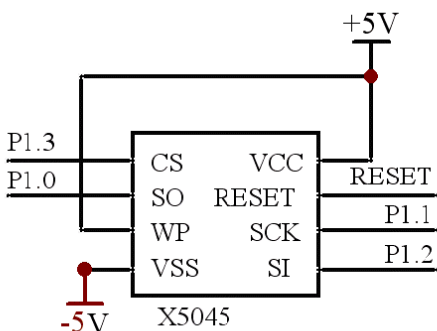 +5V
P1.3
CS
VCC
RESET
P1.0
SO
RESET
P1.1
WP
SCK
P1.2
VSS
SI
-5V
X5045